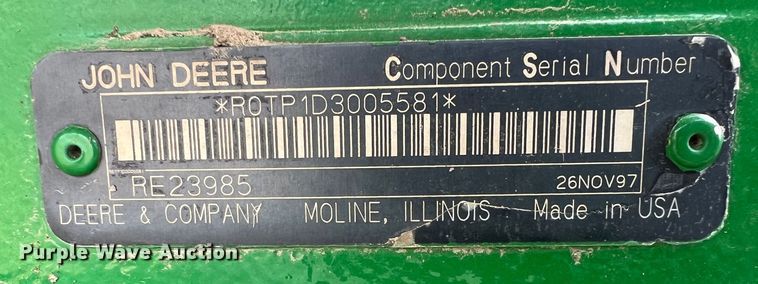 JOHN DEERE Component Serial Number
*R0TP1D3005581*
RE23985 26NOV97
DEERE & COMPANY MOLINE, ILLINOIS Made in USA
Purple Wave Auction